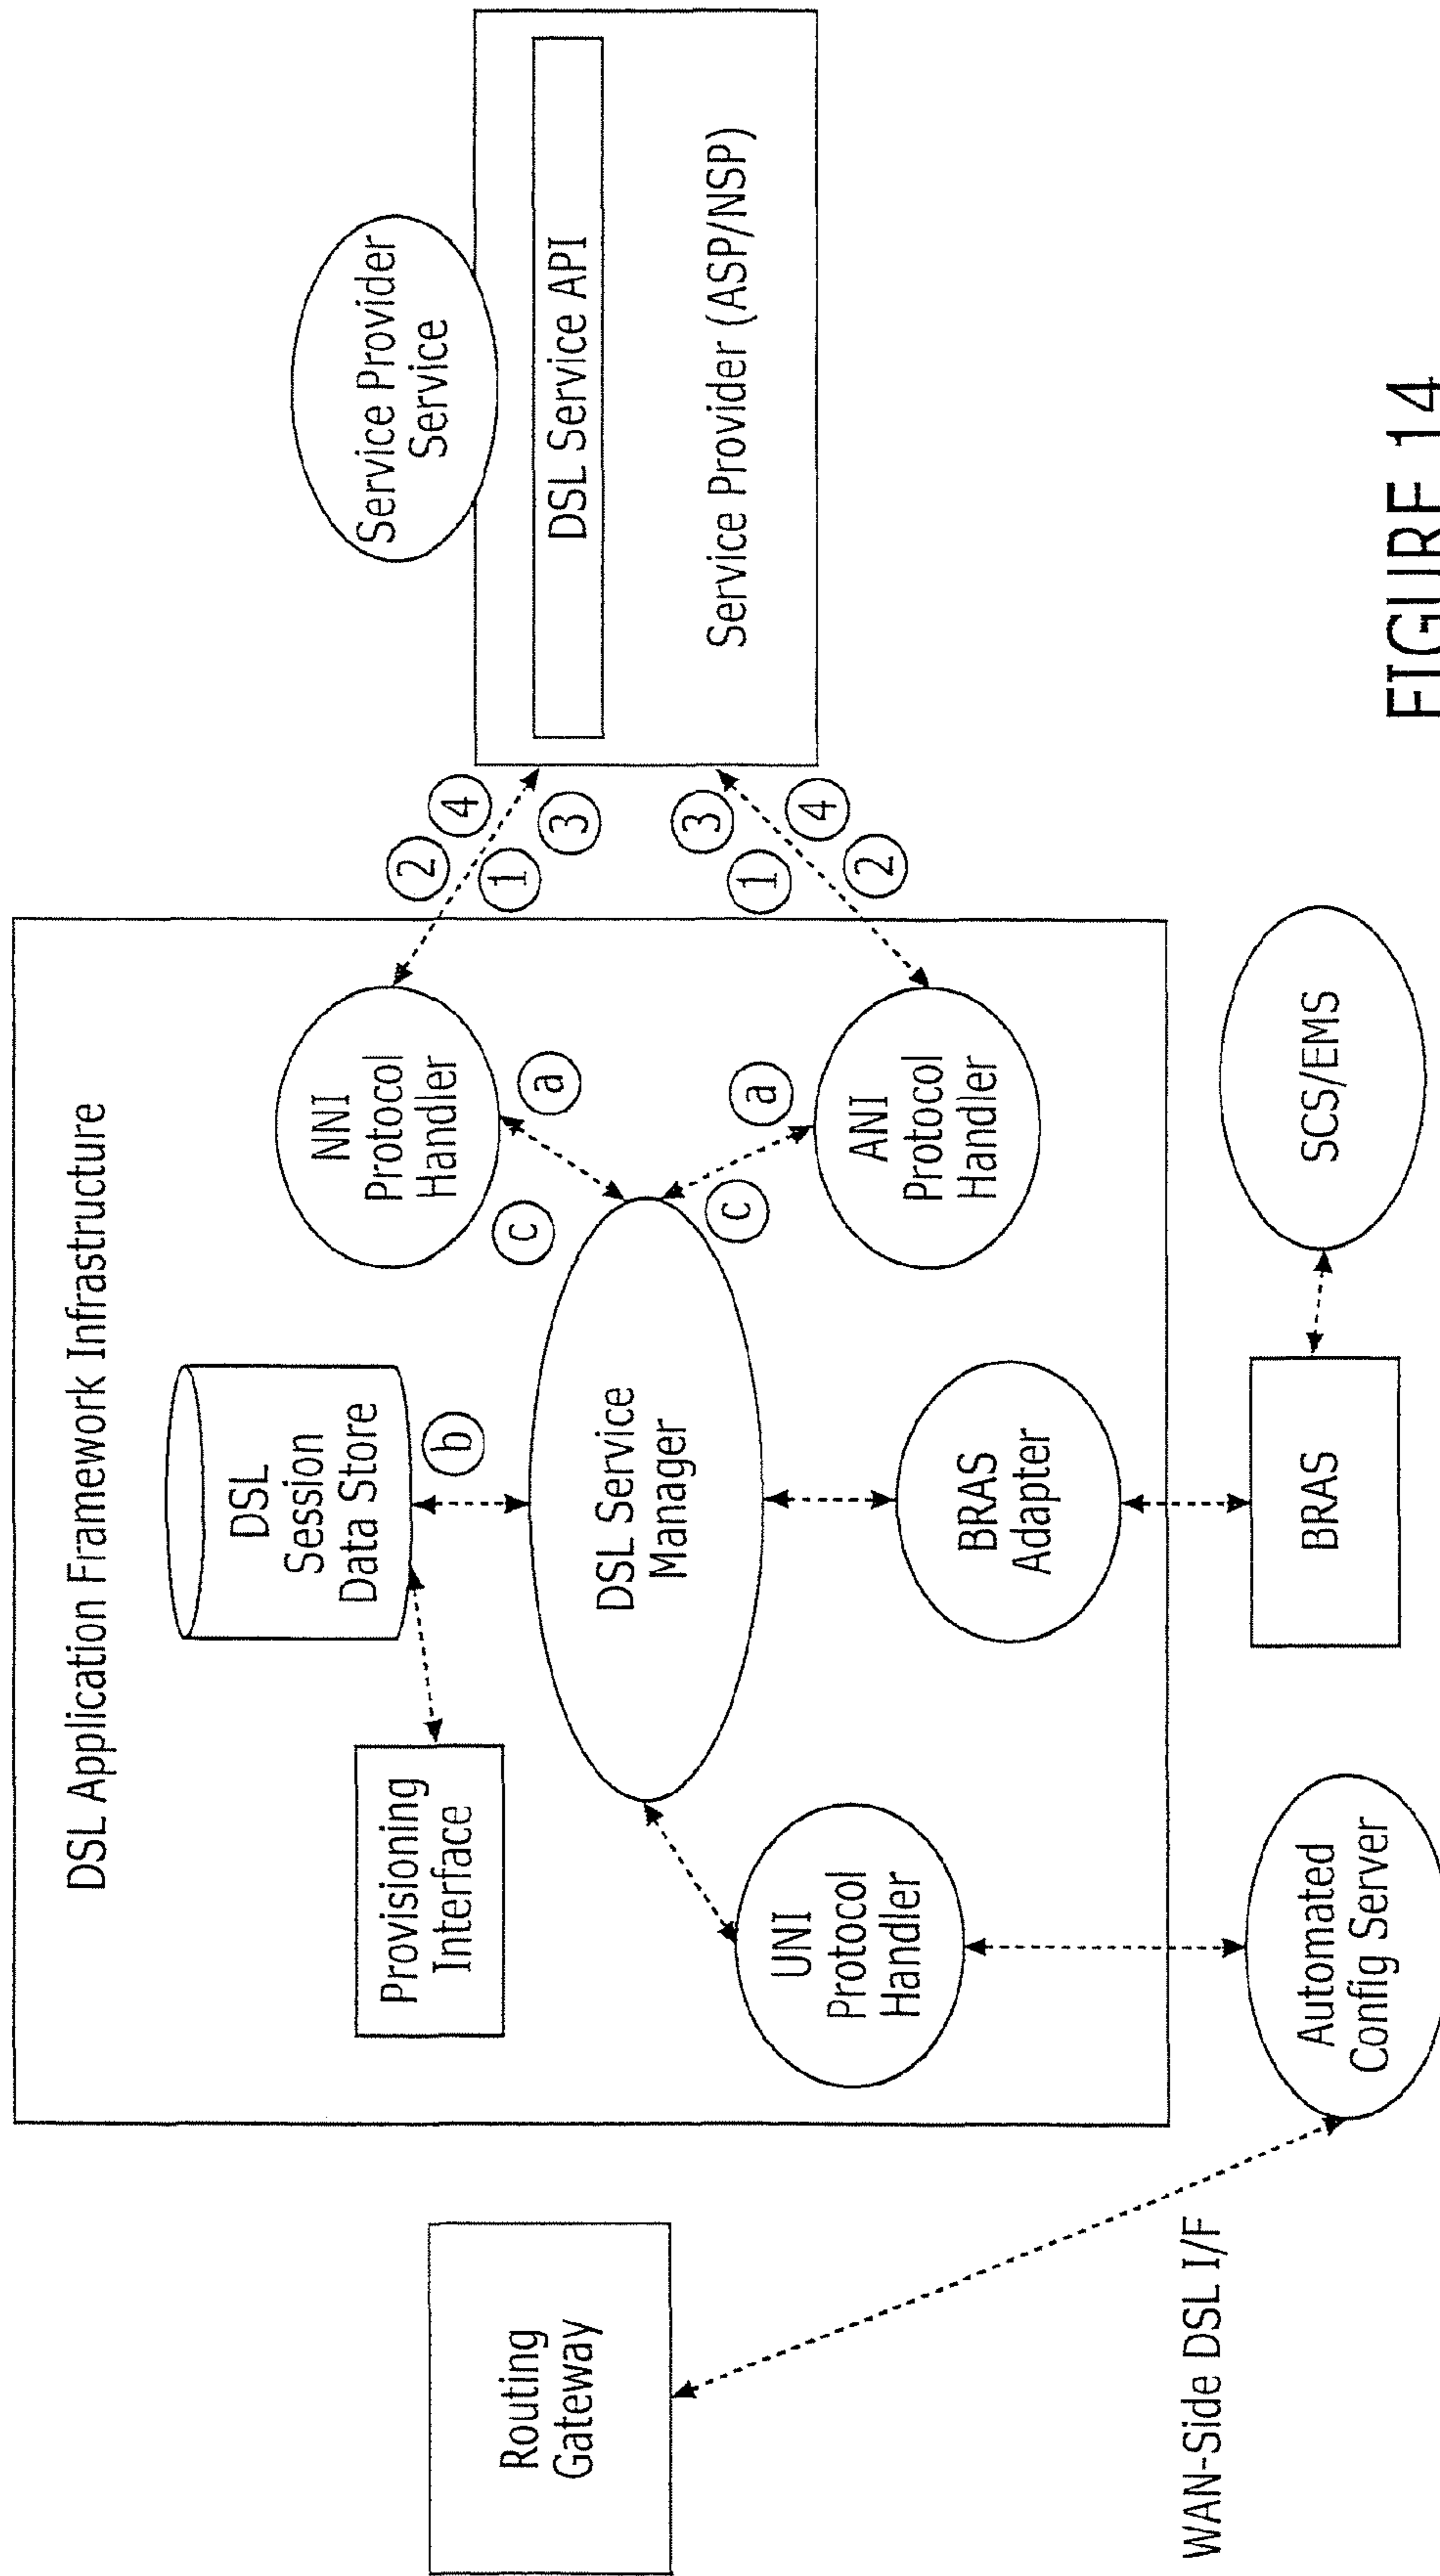 DSL Application Framework Infrastructure
Routing
Gateway
WAN-Side DSL I/F
Provisioning
Interface
DSL
Session
Data Store
b
DSL Service
Manager
UNI
Protocol
Handler
BRAS
Adapter
NNI
Protocol
Handler
a
c
a
c
ANI
Protocol
Handler
2
4
1
3
3
1
4
2
Service Provider
Service
DSL Service API
Service Provider (ASP/NSP)
Automated
Config Server
BRAS
SCS/EMS
FIGURE 14